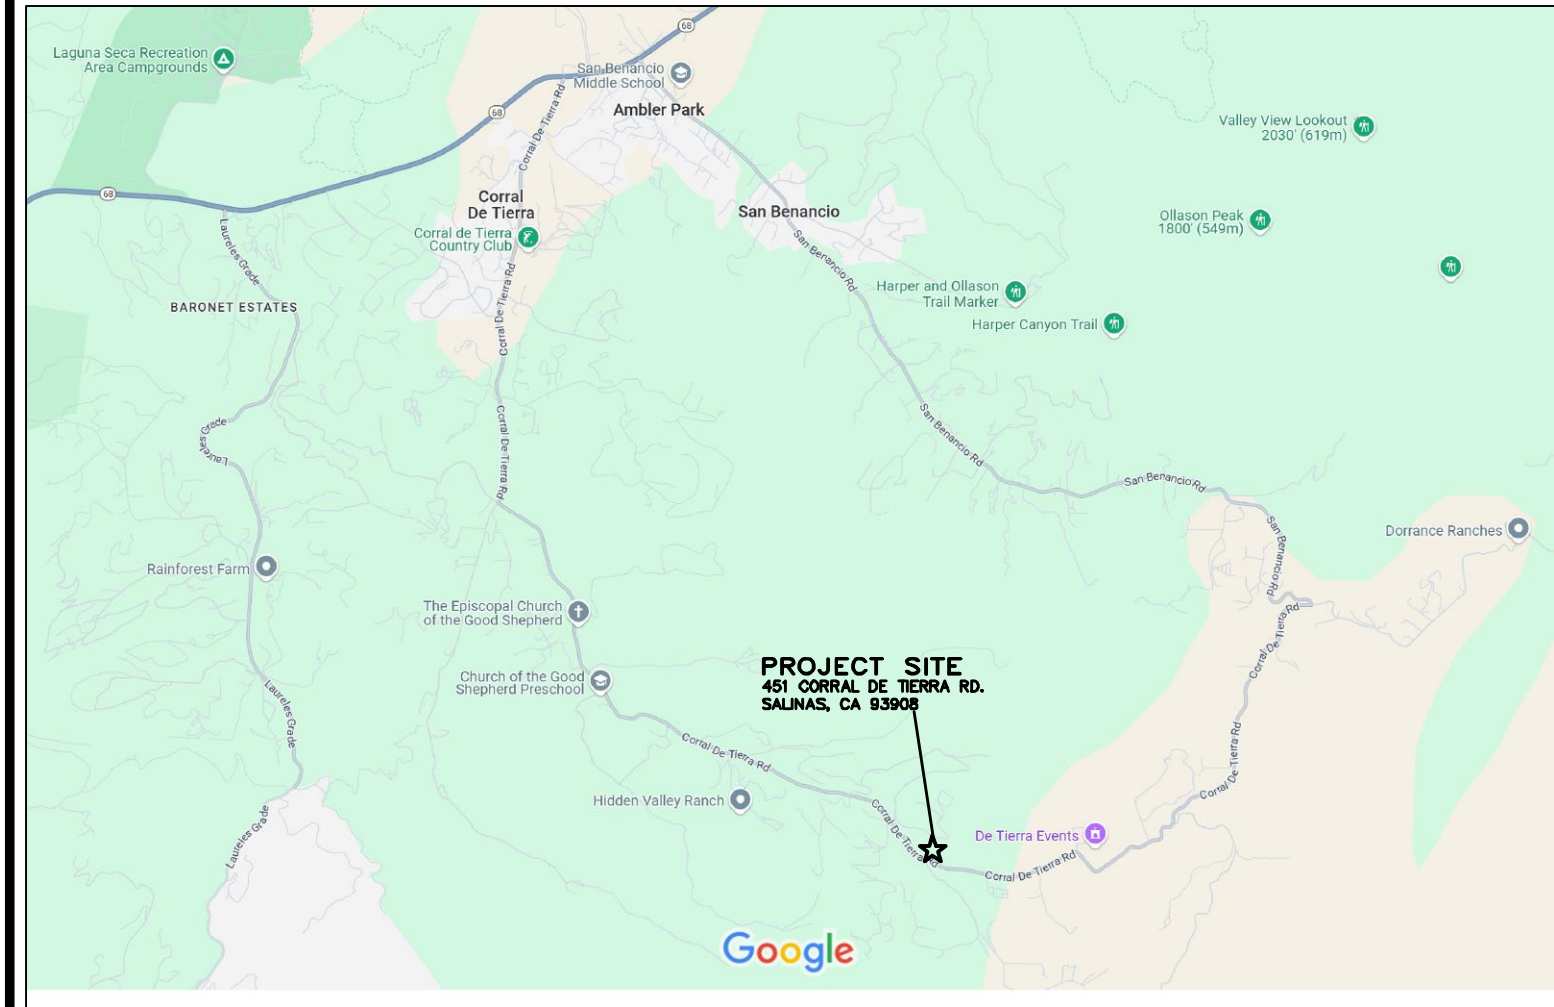 68
Laguna Seca Recreation
Area Campgrounds
San Benancio
Middle School
Ambler Park
68
Corral De Tierra Rd
Valley View Lookout
2030' (619m)
68
Corral
De Tierra
San Benancio
Ollason Peak
1800' (549m)
Corral de Tierra
Country Club
Laureles Grade
San Benancio Rd
Corral De Tierra Rd
Harper and Ollason
Trail Marker
BARONET ESTATES
Harper Canyon Trail
Laureles Grade
Corral De Tierra Rd
San Benancio Rd
San Benancio Rd
San Benancio Rd
Dorrance Ranches
Rainforest Farm
The Episcopal Church
of the Good Shepherd
Corral De Tierra Rd
Church of the Good
Shepherd Preschool
PROJECT SITE
451 CORRAL DE TIERRA RD.
SALINAS, CA 93908
Laureles Grade
Corral De Tierra Rd
Corral De Tierra Rd
Hidden Valley Ranch
Laureles Grade
Corral De Tierra Rd
De Tierra Events
Corral De Tierra Rd
Google